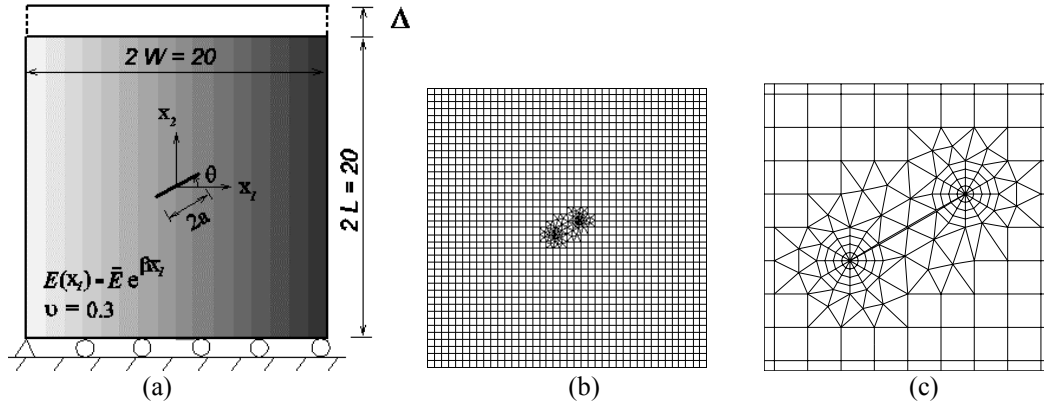 Δ
2 W = 20
x2
θ
x1
2a
2 L = 20
E(x1) = Ē e^βx1
υ = 0.3
(a)
(b)
(c)